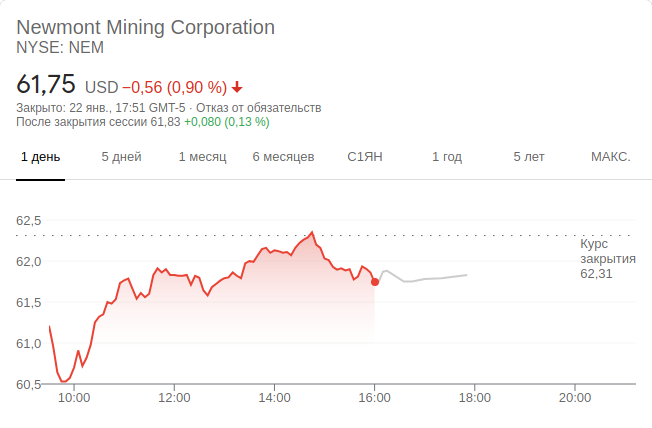 Newmont Mining Corporation
NYSE: NEM
61,75 USD −0,56 (0,90 %)
Закрыто: 22 янв., 17:51 GMT-5 · Отказ от обязательств
После закрытия сессии 61,83 +0,080 (0,13 %)
1 день 5 дней 1 месяц 6 месяцев С1ЯН 1 год 5 лет МАКС.
62,5
Курс
закрытия
62,31
62,0
61,5
61,0
60,5
10:00 12:00 14:00 16:00 18:00 20:00